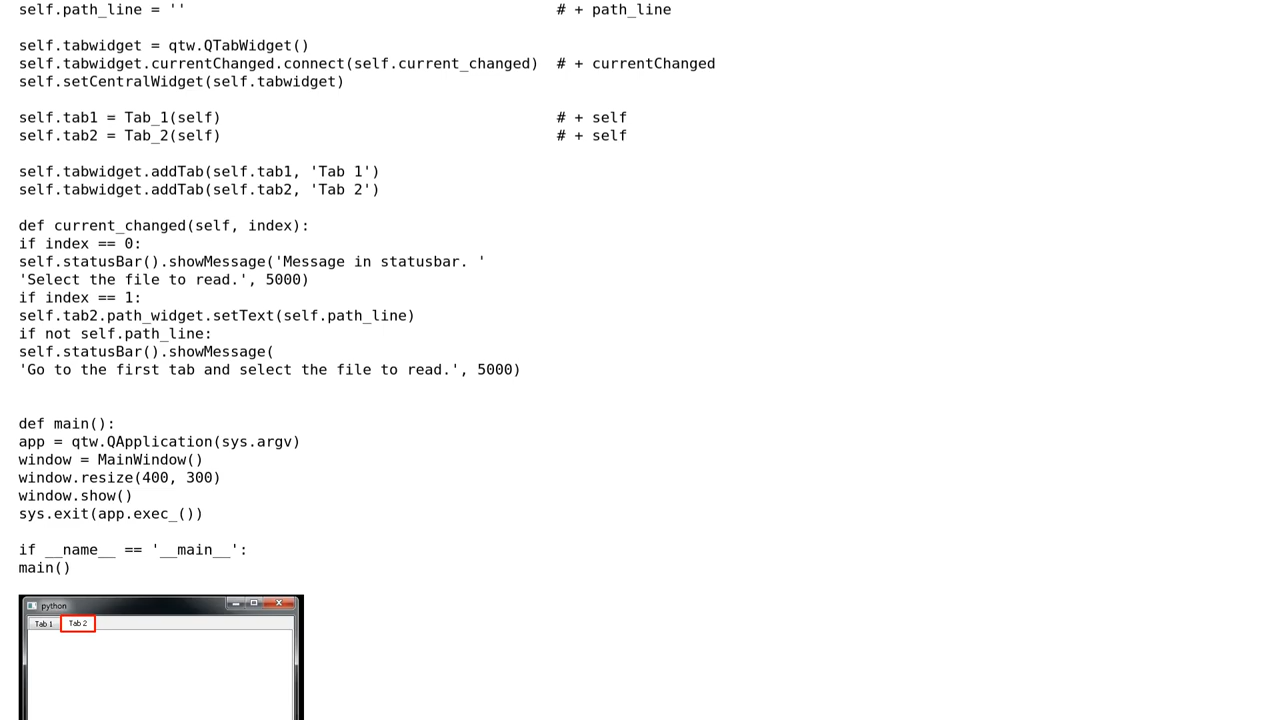 self.path_line = ''                                          # + path_line
self.tabwidget = qtw.QTabWidget()
self.tabwidget.currentChanged.connect(self.current_changed)  # + currentChanged
self.setCentralWidget(self.tabwidget)
self.tab1 = Tab_1(self)                                      # + self
self.tab2 = Tab_2(self)                                      # + self
self.tabwidget.addTab(self.tab1, 'Tab 1')
self.tabwidget.addTab(self.tab2, 'Tab 2')
def current_changed(self, index):
if index == 0:
self.statusBar().showMessage('Message in statusbar. '
'Select the file to read.', 5000)
if index == 1:
self.tab2.path_widget.setText(self.path_line)
if not self.path_line:
self.statusBar().showMessage(
'Go to the first tab and select the file to read.', 5000)
def main():
app = qtw.QApplication(sys.argv)
window = MainWindow()
window.resize(400, 300)
window.show()
sys.exit(app.exec_())
if __name__ == '__main__':
main()
python
Tab 1 Tab 2